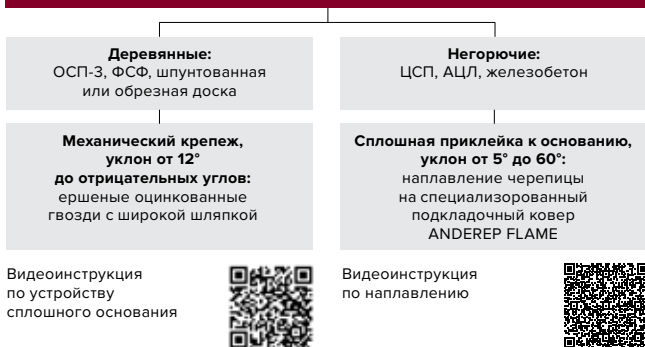 Деревянные:
ОСП-3, ФСФ, шпунтованная
или обрезная доска
Механический крепеж,
уклон от 12°
до отрицательных углов:
ершеные оцинкованные
гвозди с широкой шляпкой
Видеоинструкция
по устройству
сплошного основания
Негорючие:
ЦСП, АЦЛ, железобетон
Сплошная приклейка к основанию,
уклон от 5° до 60°:
наплавление черепицы
на специализорованный
подкладочный ковер
ANDEREP FLAME
Видеоинструкция
по наплавлению